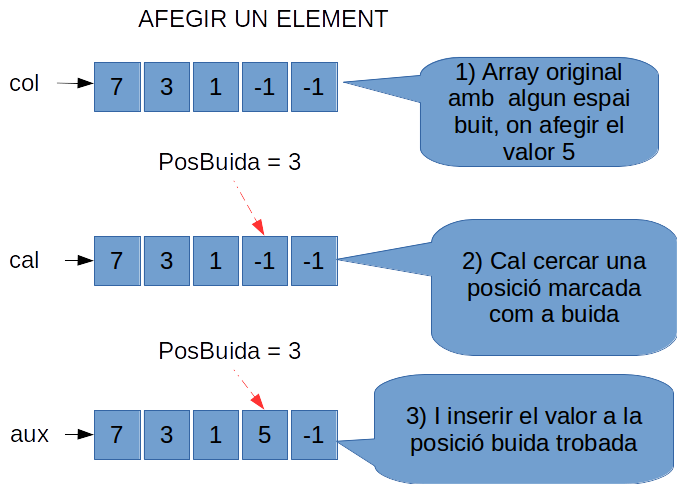 AFEGIR UN ELEMENT
col
7 3 1 -1 -1
1) Array original
amb algun espai
buit, on afegir el
valor 5
PosBuida = 3
cal
7 3 1 -1 -1
2) Cal cercar una
posició marcada
com a buida
PosBuida = 3
aux
7 3 1 5 -1
3) I inserir el valor a la
posició buida trobada